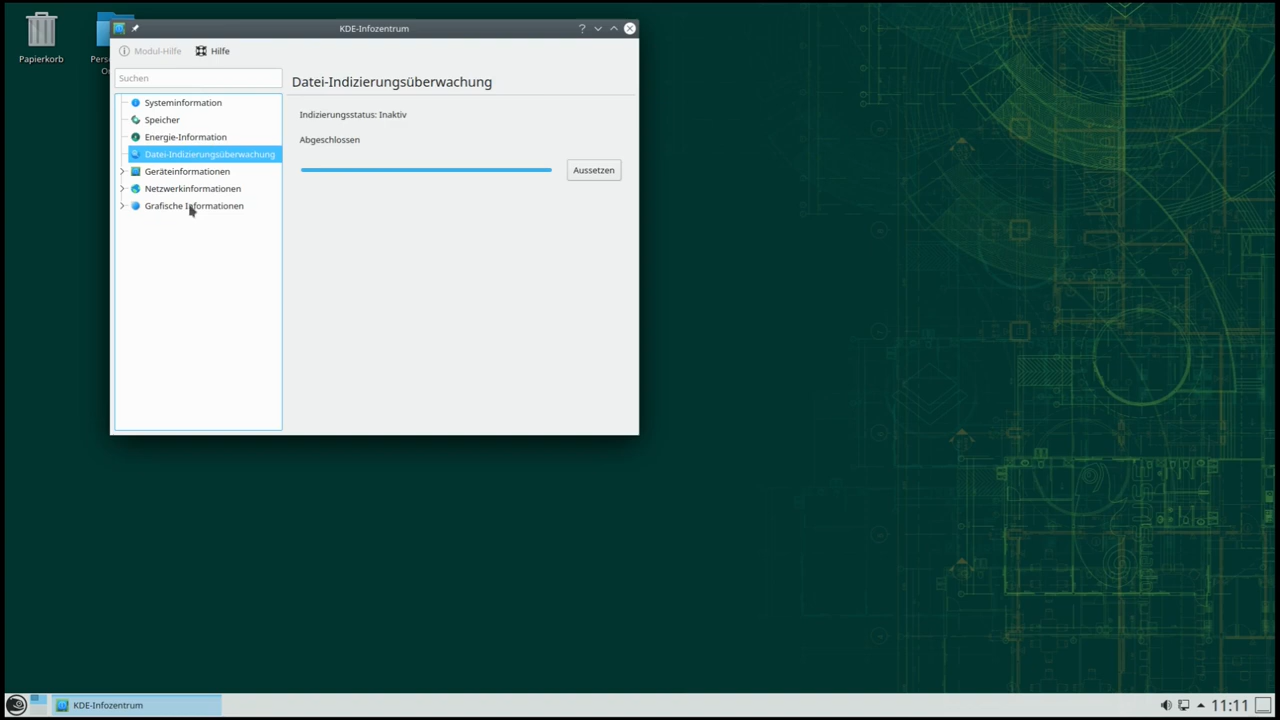 Papierkorb
Pers
O
KDE-Infozentrum
Modul-Hilfe
Hilfe
Suchen
Systeminformation
Speicher
Energie-Information
Datei-Indizierungsüberwachung
Geräteinformationen
Netzwerkinformationen
Grafische Informationen
Datei-Indizierungsüberwachung
Indizierungsstatus: Inaktiv
Abgeschlossen
Aussetzen
KDE-Infozentrum
11:11